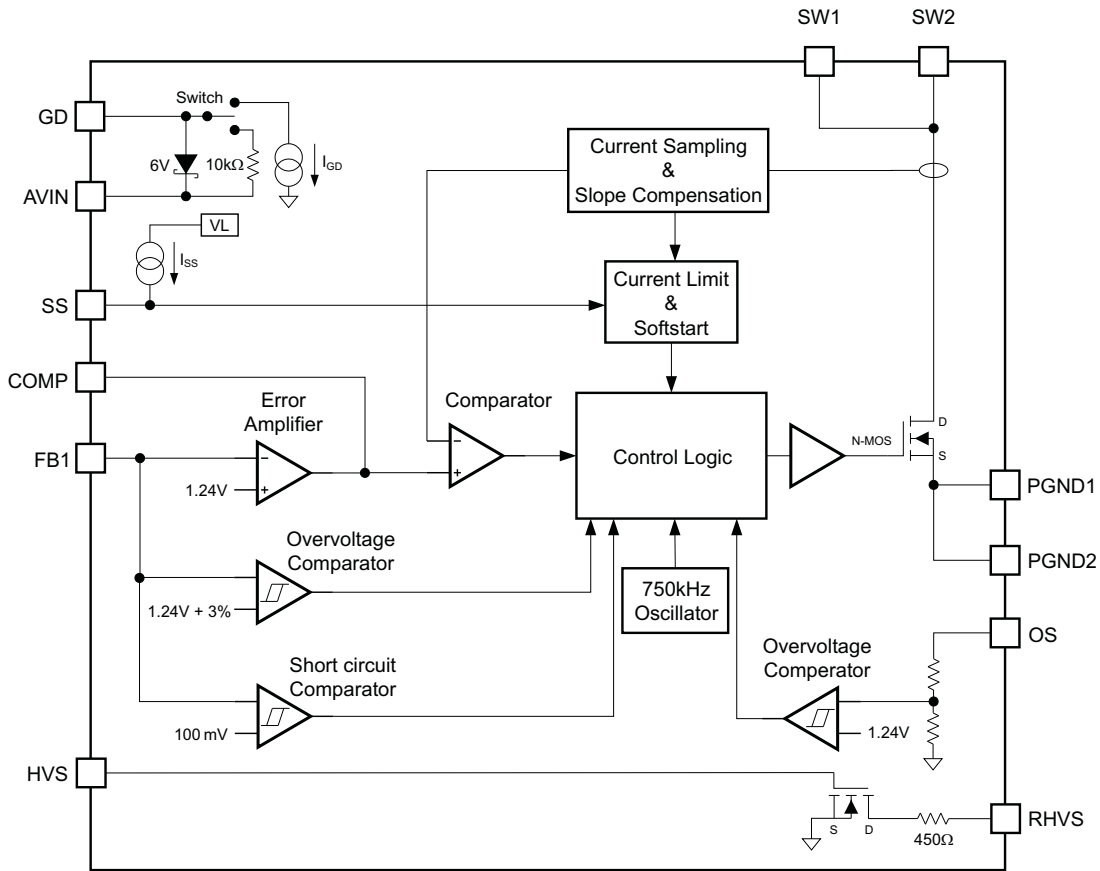 SW1
SW2
GD
Switch
6V
10kΩ
IGD
AVIN
VL
ISS
Current Sampling
&
Slope Compensation
SS
Current Limit
&
Softstart
COMP
Error
Amplifier
Comparator
FB1
−
+
1.24V
−
+
Control Logic
N-MOS
D
S
PGND1
Overvoltage
Comparator
1.24V + 3%
750kHz
Oscillator
PGND2
OS
Short circuit
Comparator
100 mV
Overvoltage
Comperator
1.24V
HVS
S
D
450Ω
RHVS